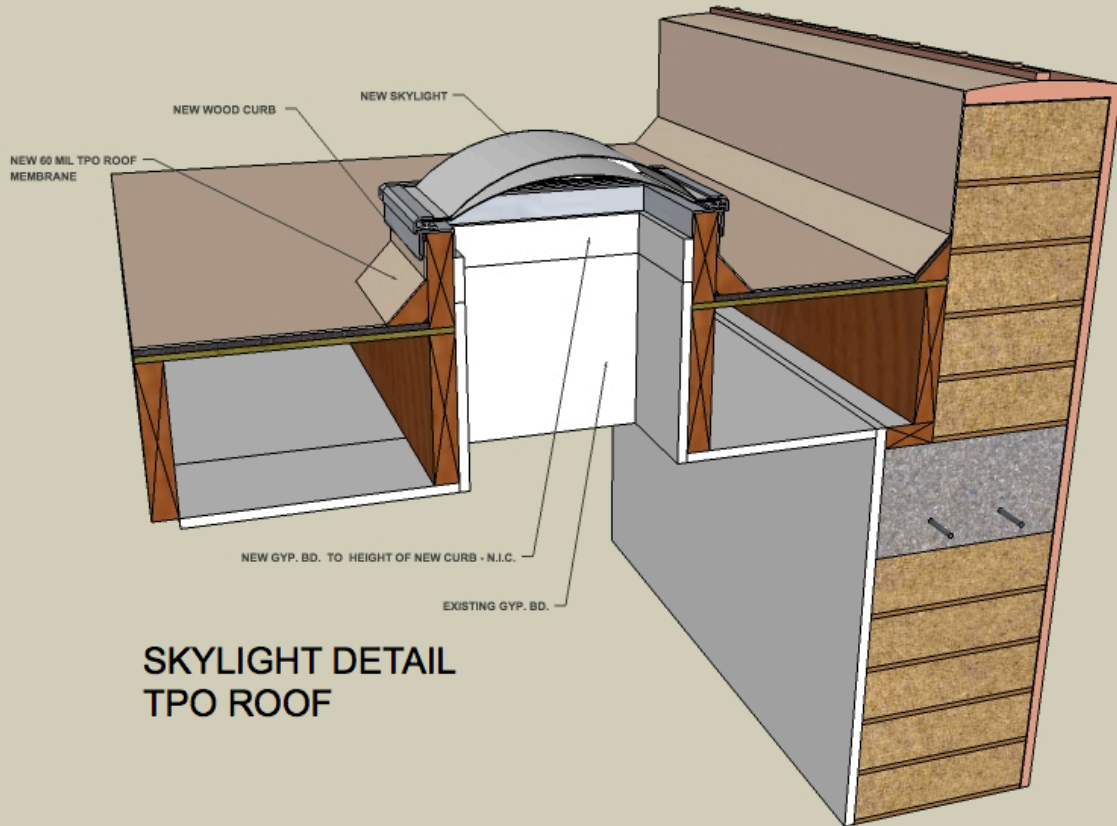 NEW SKYLIGHT
NEW WOOD CURB
NEW 60 MIL TPO ROOF
MEMBRANE
NEW GYP. BD. TO HEIGHT OF NEW CURB - N.I.C.
EXISTING GYP. BD.
SKYLIGHT DETAIL
TPO ROOF